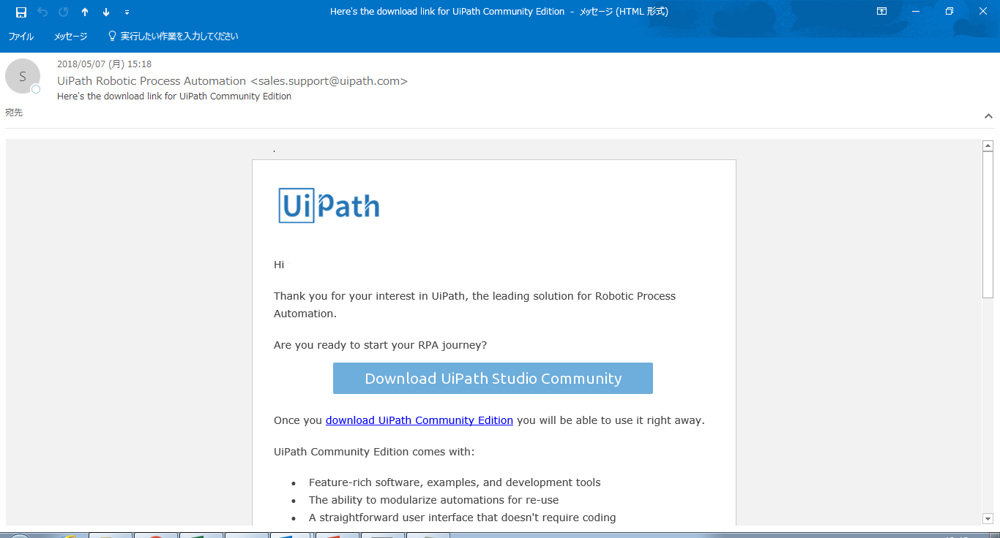 Here's the download link for UiPath Community Edition - メッセージ (HTML 形式)
ファイル メッセージ 実行したい作業を入力してください
2018/05/07 (月) 15:18
S
UiPath Robotic Process Automation <sales.support@uipath.com>
Here's the download link for UiPath Community Edition
宛先
.
UiPath
Hi
Thank you for your interest in UiPath, the leading solution for Robotic Process
Automation.
Are you ready to start your RPA journey?
Download UiPath Studio Community
Once you download UiPath Community Edition you will be able to use it right away.
UiPath Community Edition comes with:
• Feature-rich software, examples, and development tools
• The ability to modularize automations for re-use
• A straightforward user interface that doesn't require coding